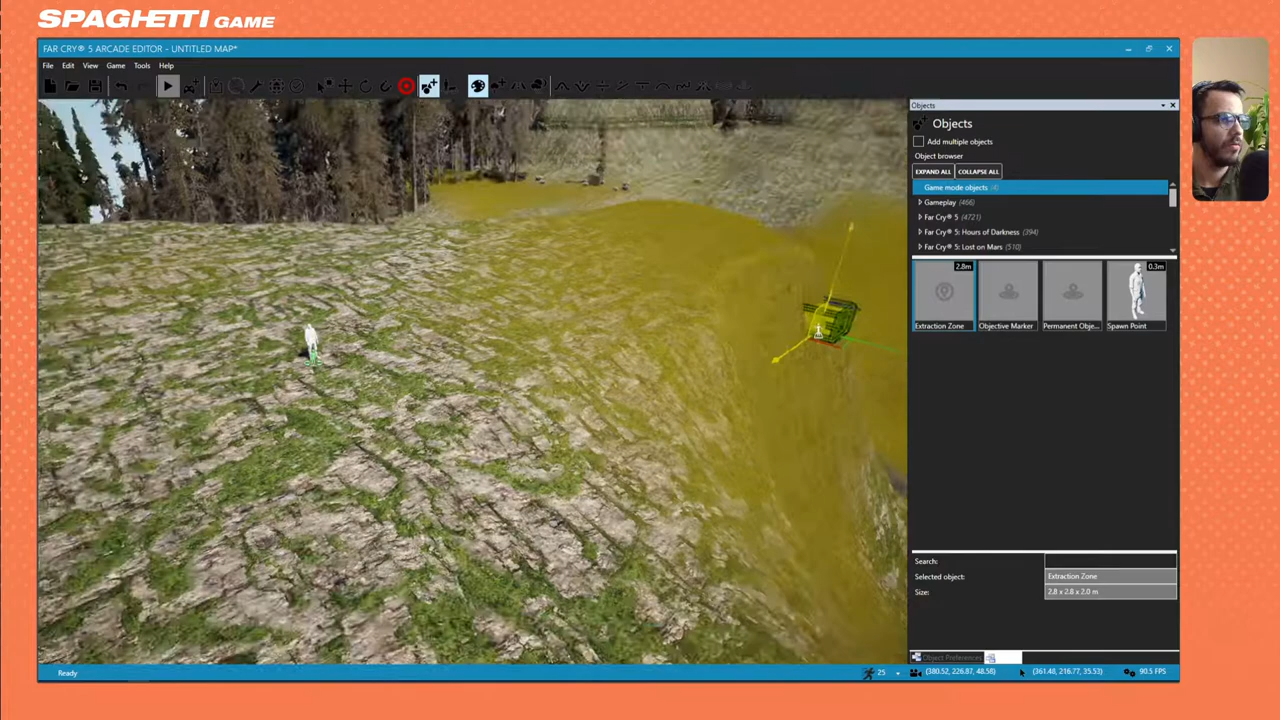 SPAGHETTI GAME
FAR CRY® 5 ARCADE EDITOR - UNTITLED MAP*
File Edit View Game Tools Help
Objects
Objects
Add multiple objects
Object browser
EXPAND ALL COLLAPSE ALL
Game mode objects (4)
Gameplay (466)
Far Cry® 5 (4721)
Far Cry® 5: Hours of Darkness (394)
Far Cry® 5: Lost on Mars (510)
2.8m 0.3m
Extraction Zone Objective Marker Permanent Obje... Spawn Point
Search:
Selected object: Extraction Zone
Size: 2.8 x 2.8 x 2.0 m
Object Preferences
Ready 25 (380.52, 226.87, 48.58) (361.48, 216.77, 35.53) 90.5 FPS